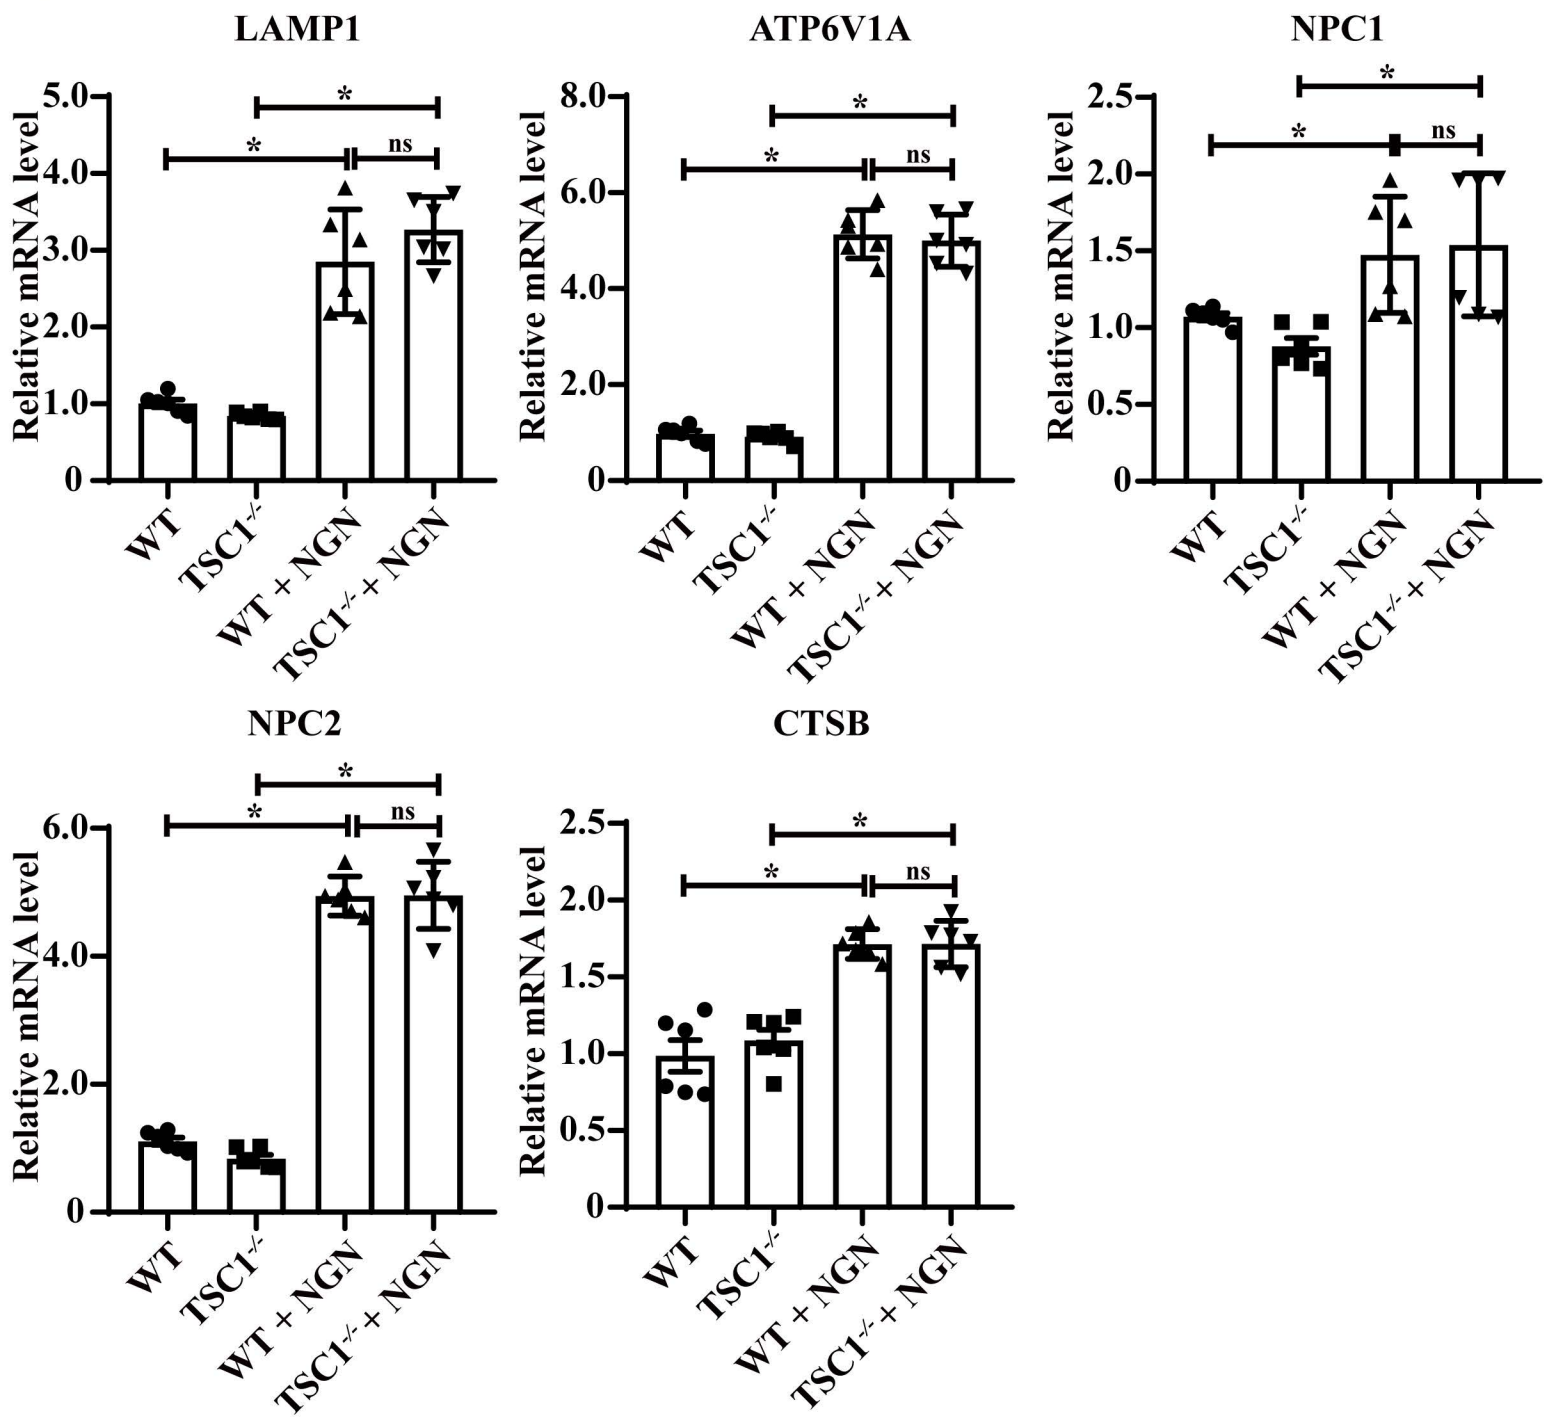 LAMP1
Relative mRNA level
5.0
4.0
3.0
2.0
1.0
0
*
*
ns
WT
TSC1-/-
WT + NGN
TSC1-/- + NGN
ATP6V1A
Relative mRNA level
8.0
6.0
4.0
2.0
0
*
*
ns
WT
TSC1-/-
WT + NGN
TSC1-/- + NGN
NPC1
Relative mRNA level
2.5
2.0
1.5
1.0
0.5
0
*
*
ns
WT
TSC1-/-
WT + NGN
TSC1-/- + NGN
NPC2
Relative mRNA level
6.0
4.0
2.0
0
*
*
ns
WT
TSC1-/-
WT + NGN
TSC1-/- + NGN
CTSB
Relative mRNA level
2.5
2.0
1.5
1.0
0.5
0
*
*
ns
WT
TSC1-/-
WT + NGN
TSC1-/- + NGN